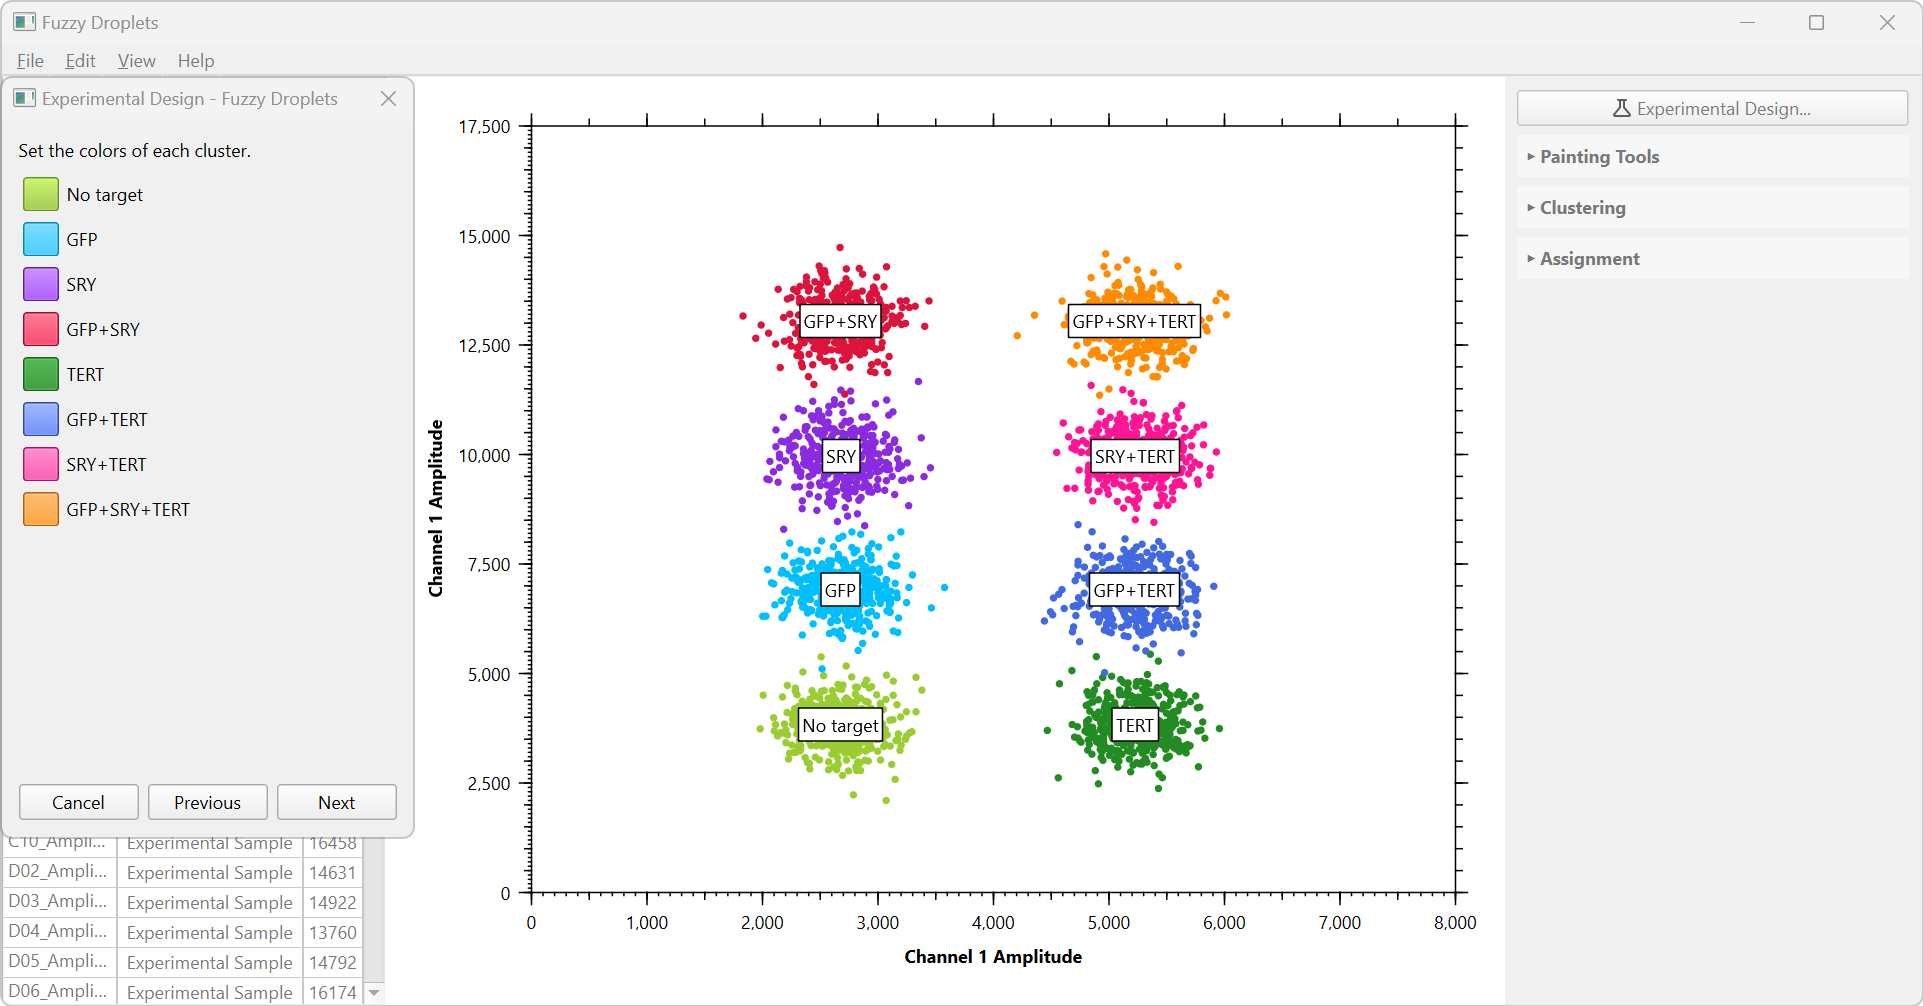 Fuzzy Droplets
File Edit View Help
Experimental Design - Fuzzy Droplets
Set the colors of each cluster.
No target
GFP
SRY
GFP+SRY
TERT
GFP+TERT
SRY+TERT
GFP+SRY+TERT
Cancel Previous Next
C10_Ampli... Experimental Sample 16458
D02_Ampli... Experimental Sample 14631
D03_Ampli... Experimental Sample 14922
D04_Ampli... Experimental Sample 13760
D05_Ampli... Experimental Sample 14792
D06_Ampli... Experimental Sample 16174
17,500
15,000
12,500
10,000
7,500
5,000
2,500
0
Channel 1 Amplitude
GFP+SRY GFP+SRY+TERT
SRY SRY+TERT
GFP GFP+TERT
No target TERT
0 1,000 2,000 3,000 4,000 5,000 6,000 7,000 8,000
Channel 1 Amplitude
Experimental Design...
Painting Tools
Clustering
Assignment